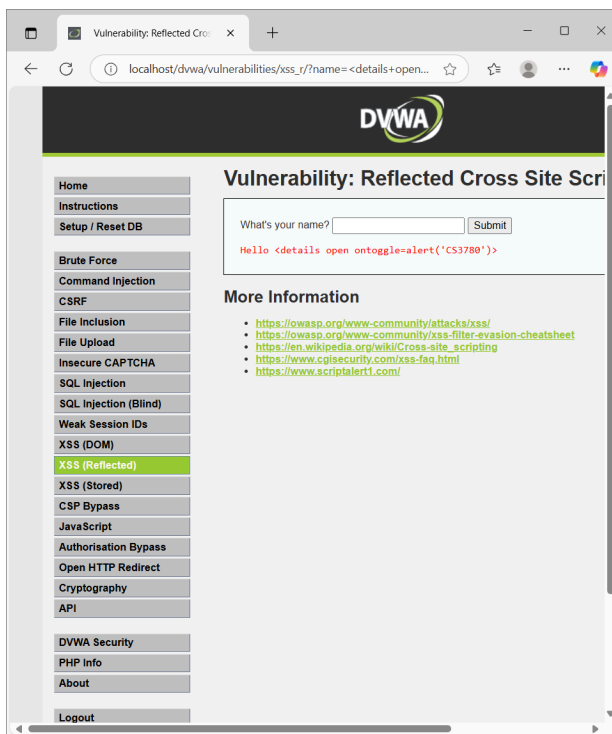 Vulnerability: Reflected Cro
localhost/dvwa/vulnerabilities/xss_r/?name=<details+open...
DVWA
Home
Instructions
Setup / Reset DB
Brute Force
Command Injection
CSRF
File Inclusion
File Upload
Insecure CAPTCHA
SQL Injection
SQL Injection (Blind)
Weak Session IDs
XSS (DOM)
XSS (Reflected)
XSS (Stored)
CSP Bypass
JavaScript
Authorisation Bypass
Open HTTP Redirect
Cryptography
API
DVWA Security
PHP Info
About
Logout
Vulnerability: Reflected Cross Site Scri
What's your name? Submit
Hello <details open ontoggle=alert('CS3780')>
More Information
https://owasp.org/www-community/attacks/xss/
https://owasp.org/www-community/xss-filter-evasion-cheatsheet
https://en.wikipedia.org/wiki/Cross-site_scripting
https://www.cgisecurity.com/xss-faq.html
https://www.scriptalert1.com/